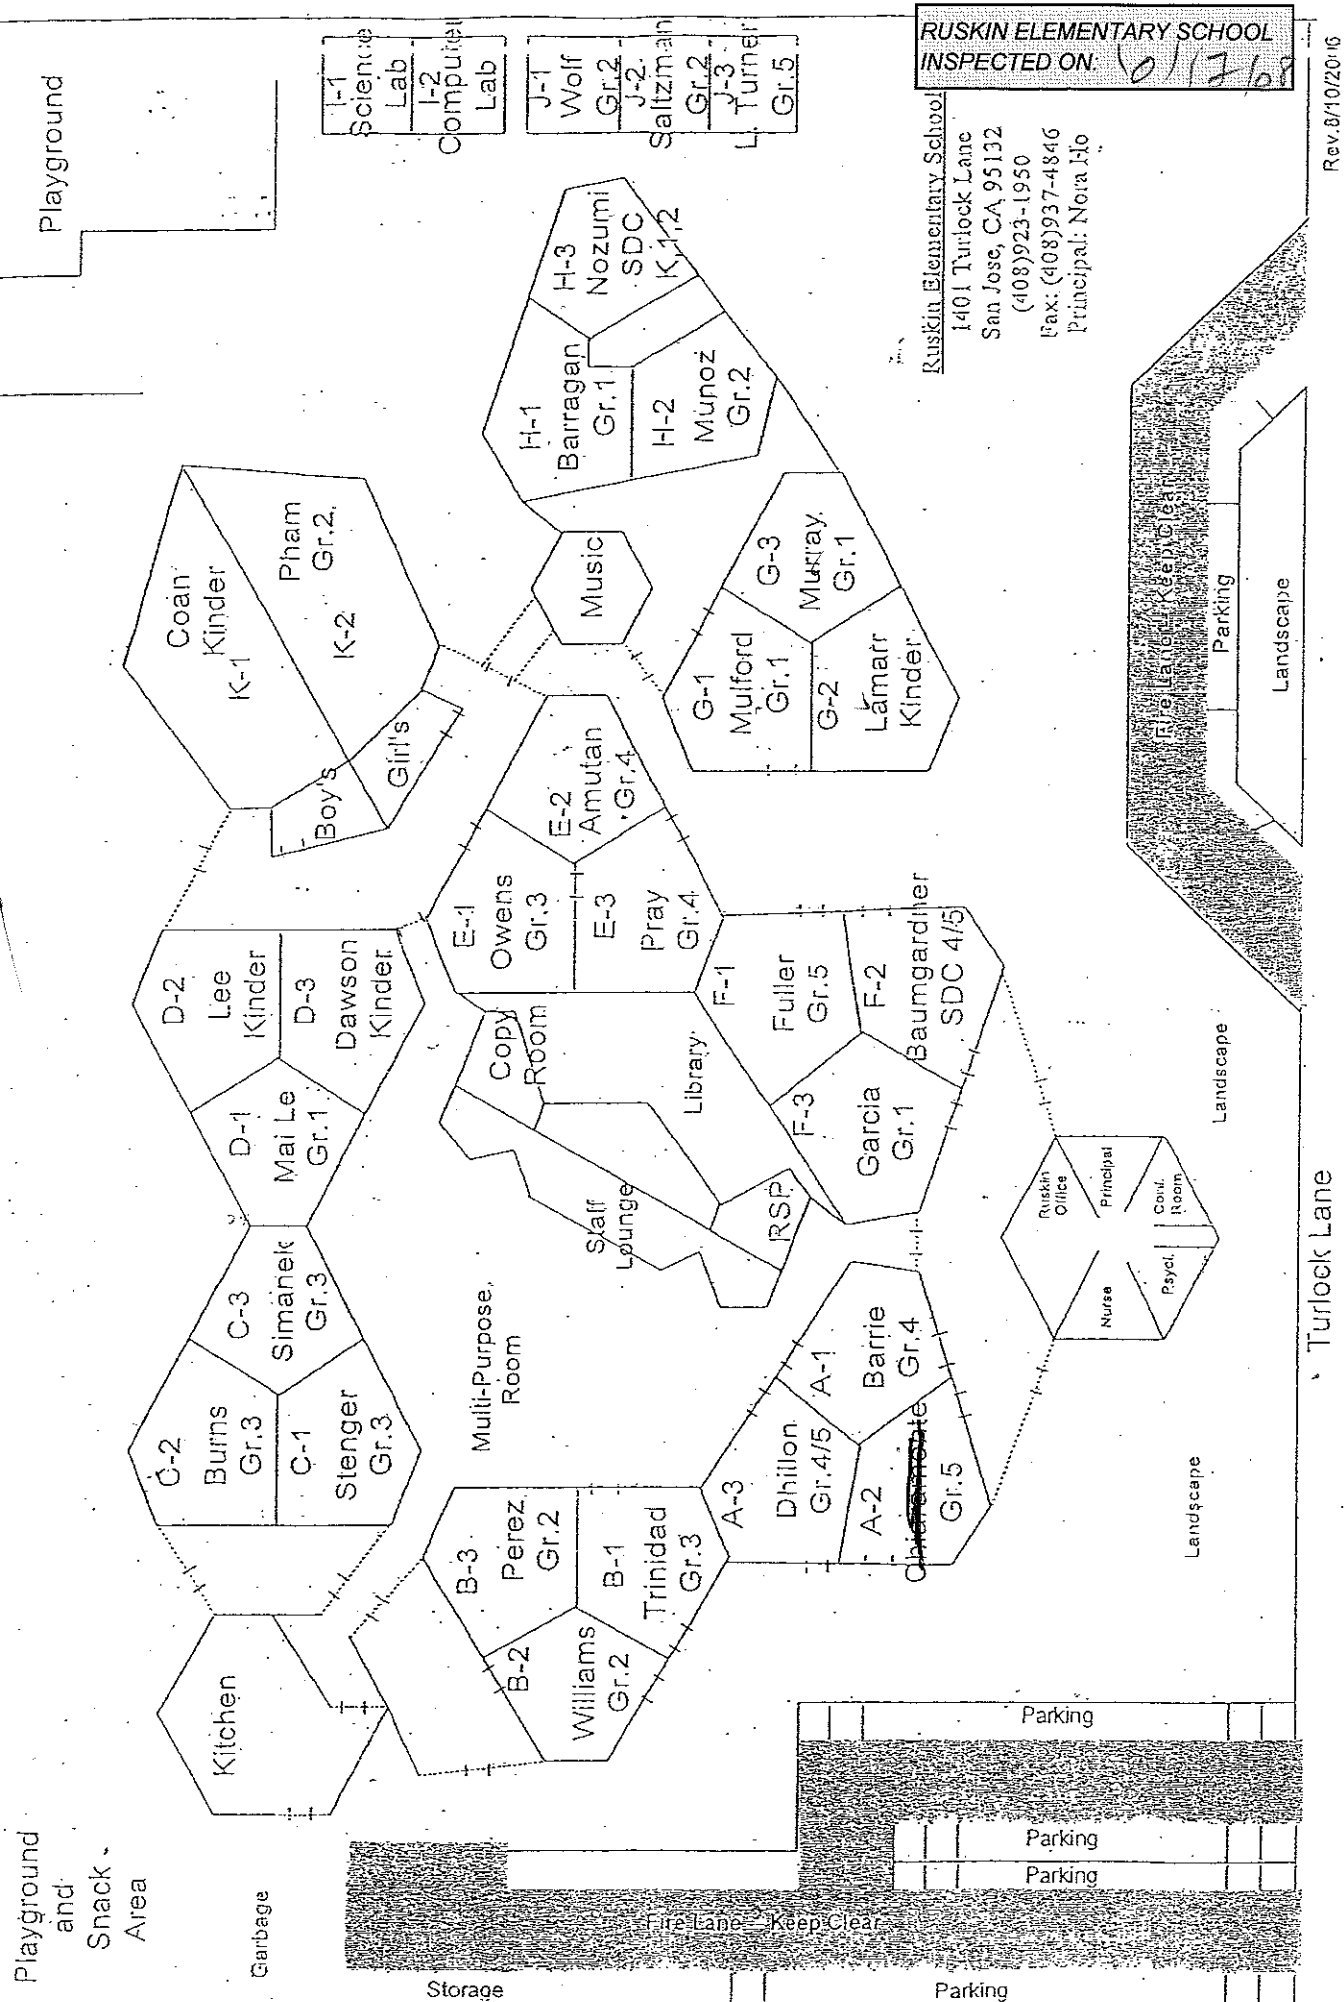 Playground
and
Snack
Area
Garbage
Kitchen
C-2
Burns
Gr.3
C-1
Stenger
Gr.3
C-3
Simanek
Gr.3
D-1
Mai Le
Gr.1
D-2
Lee
Kinder
D-3
Dawson
Kinder
Boy's
Girl's
Coan
Kinder
K-1
Pham
Gr.2
K-2
Playground
I-1
Science
Lab
I-2
Computer
Lab
J-1
Wolf
Gr.2
J-2
Saltzman
Gr.2
J-3
L. Turner
Gr.5
B-3
Perez
Gr.2
B-2
Williams
Gr.2
B-1
Trinidad
Gr.3
Multi-Purpose
Room
Staff
Lounge
Copy
Room
Library
RSP
E-1
Owens
Gr.3
E-2
Amutan
Gr.4
E-3
Pray
Gr.4
Music
H-1
Barragan
Gr.1
H-2
Munoz
Gr.2
H-3
Nozumi
SDC
K,1,2
A-3
Dhillon
Gr.4/5
A-1
Barrie
Gr.4
A-2
Gr.5
F-1
Fuller
Gr.5
F-2
Baumgardner
SDC 4/5
F-3
Garcia
Gr.1
G-1
Mulford
Gr.1
G-2
Lamarr
Kinder
G-3
Murray
Gr.1
Ruskin
Office
Principal
Conf.
Room
Nurse
Psycl.
RUSKIN ELEMENTARY SCHOOL
INSPECTED ON:
Ruskin Elementary School
1401 Turlock Lane
San Jose, CA 95132
(408)923-1950
Fax: (408)937-4846
Principal: Nora Ho
Storage
Fire Lane - Keep Clear
Parking
Parking
Parking
Parking
Landscape
Landscape
Fire Lane - Keep Clear
Parking
Landscape
Turlock Lane
Rev.8/10/2016